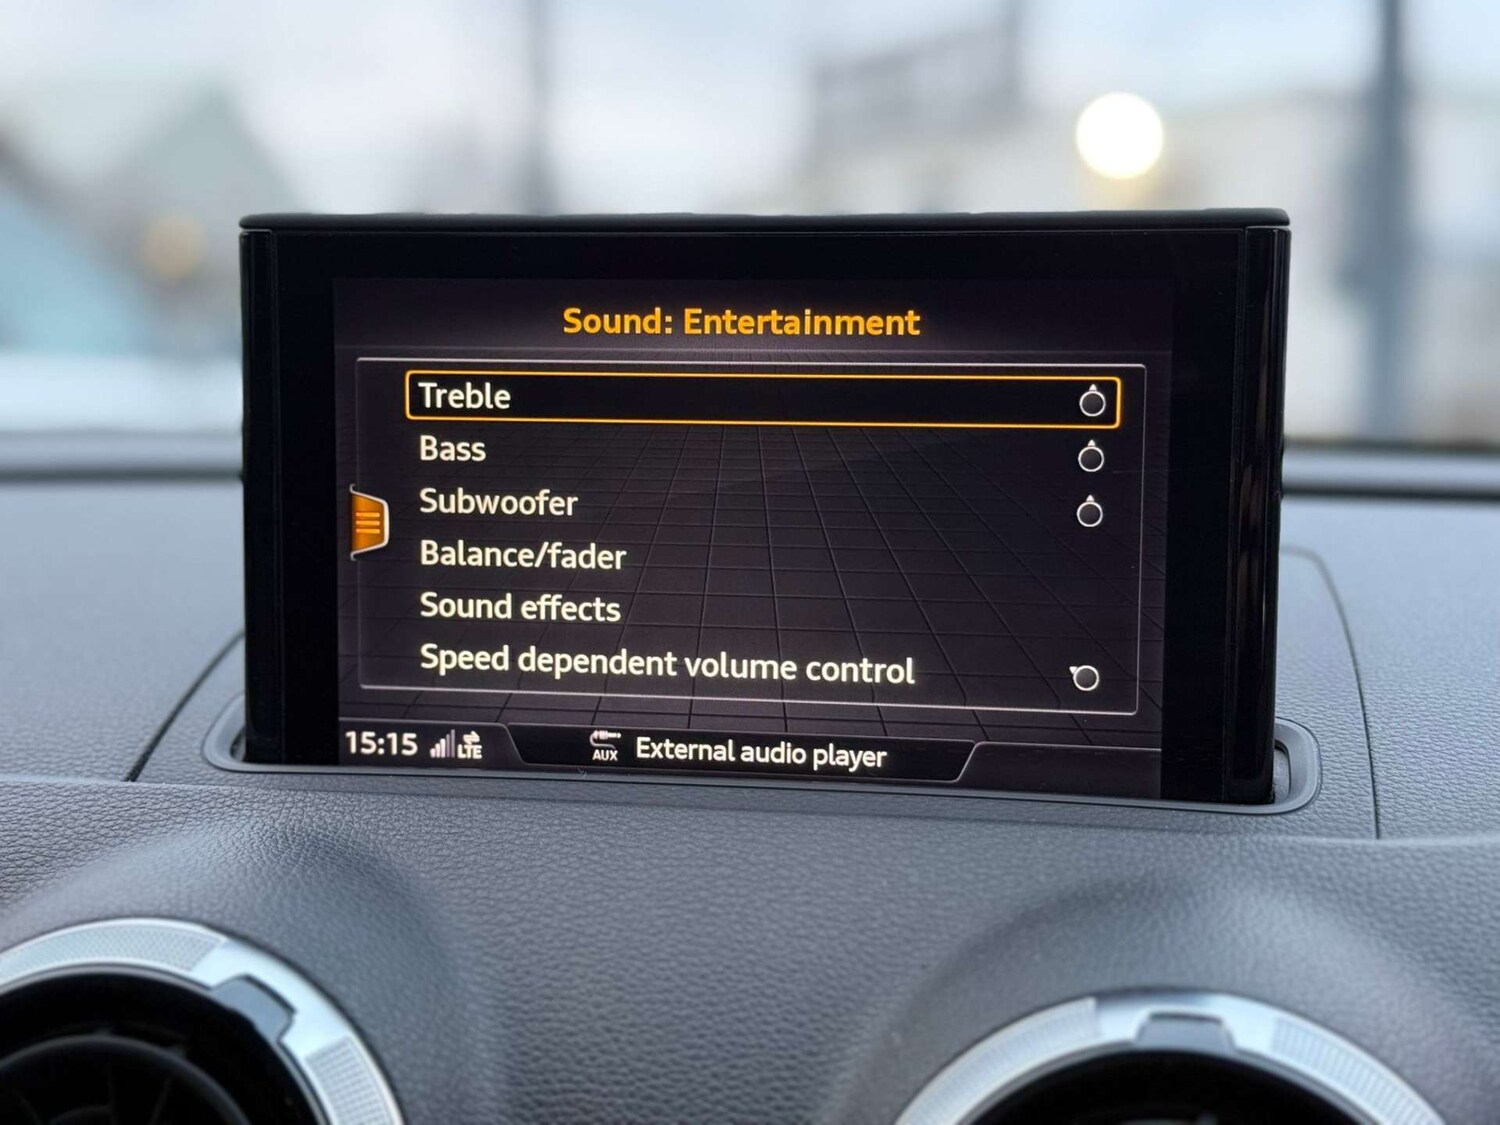 Sound: Entertainment
Treble
Bass
Subwoofer
Balance/fader
Sound effects
Speed dependent volume control
15:15 LTE AUX External audio player